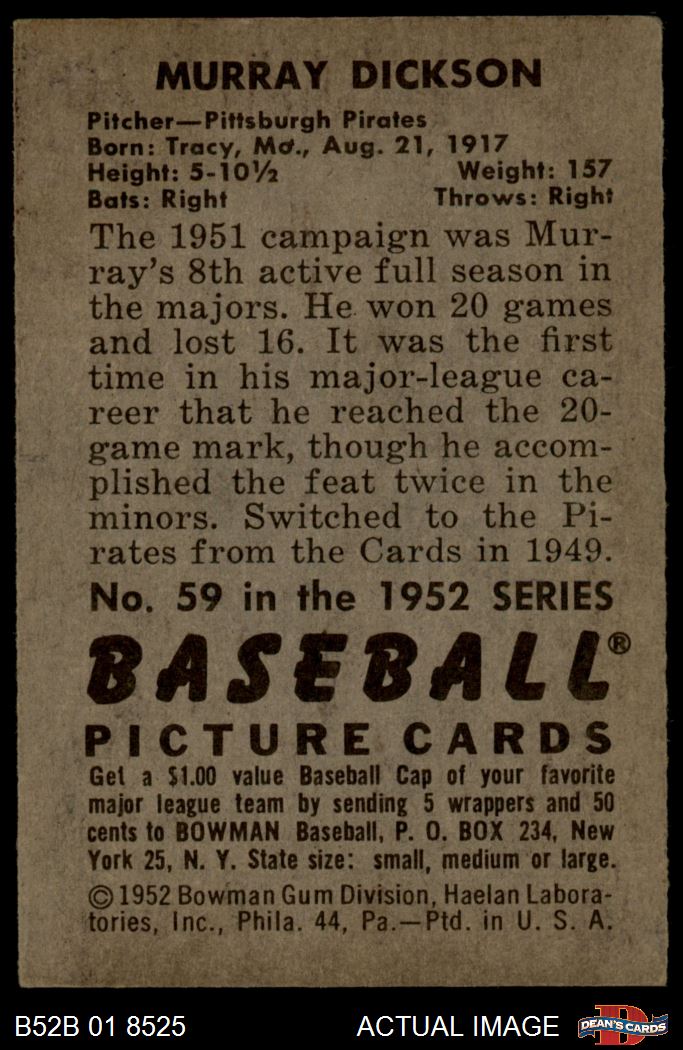 MURRAY DICKSON
Pitcher—Pittsburgh Pirates
Born: Tracy, Mo., Aug. 21, 1917
Height: 5-10½ Weight: 157
Bats: Right Throws: Right
The 1951 campaign was Mur-
ray's 8th active full season in
the majors. He won 20 games
and lost 16. It was the first
time in his major-league ca-
reer that he reached the 20-
game mark, though he accom-
plished the feat twice in the
minors. Switched to the Pi-
rates from the Cards in 1949.
No. 59 in the 1952 SERIES
BASEBALL®
PICTURE CARDS
Get a $1.00 value Baseball Cap of your favorite
major league team by sending 5 wrappers and 50
cents to BOWMAN Baseball, P. O. BOX 234, New
York 25, N. Y. State size: small, medium or large.
© 1952 Bowman Gum Division, Haelan Labora-
tories, Inc., Phila. 44, Pa.—Ptd. in U. S. A.
B52B 01 8525 ACTUAL IMAGE D DEAN'S CARDS